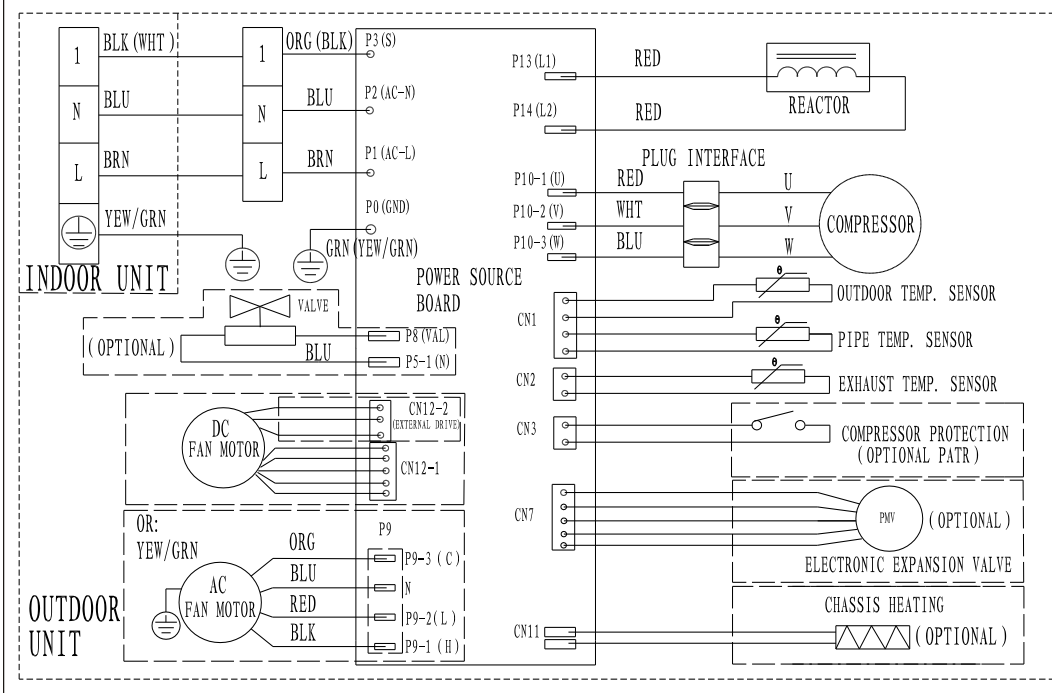 1
BLK (WHT)
1
ORG (BLK)
P3 (S)
N
BLU
N
BLU
P2 (AC-N)
L
BRN
L
BRN
P1 (AC-L)
YEW/GRN
P0 (GND)
GRN (YEW/GRN)
INDOOR UNIT
POWER SOURCE
BOARD
P13 (L1)
RED
REACTOR
P14 (L2)
RED
PLUG INTERFACE
P10-1 (U)
RED
U
P10-2 (V)
WHT
V
COMPRESSOR
P10-3 (W)
BLU
W
VALVE
(OPTIONAL)
P8 (VAL)
BLU
P5-1 (N)
CN1
θ
OUTDOOR TEMP. SENSOR
θ
PIPE TEMP. SENSOR
CN2
θ
EXHAUST TEMP. SENSOR
DC
FAN MOTOR
CN12-2
(EXTERNAL DRIVE)
CN12-1
CN3
COMPRESSOR PROTECTION
(OPTIONAL PATR)
CN7
PMV
(OPTIONAL)
ELECTRONIC EXPANSION VALVE
OR:
YEW/GRN
P9
ORG
P9-3 (C)
BLU
N
AC
FAN MOTOR
RED
P9-2(L)
BLK
P9-1 (H)
OUTDOOR
UNIT
CHASSIS HEATING
CN11
(OPTIONAL)